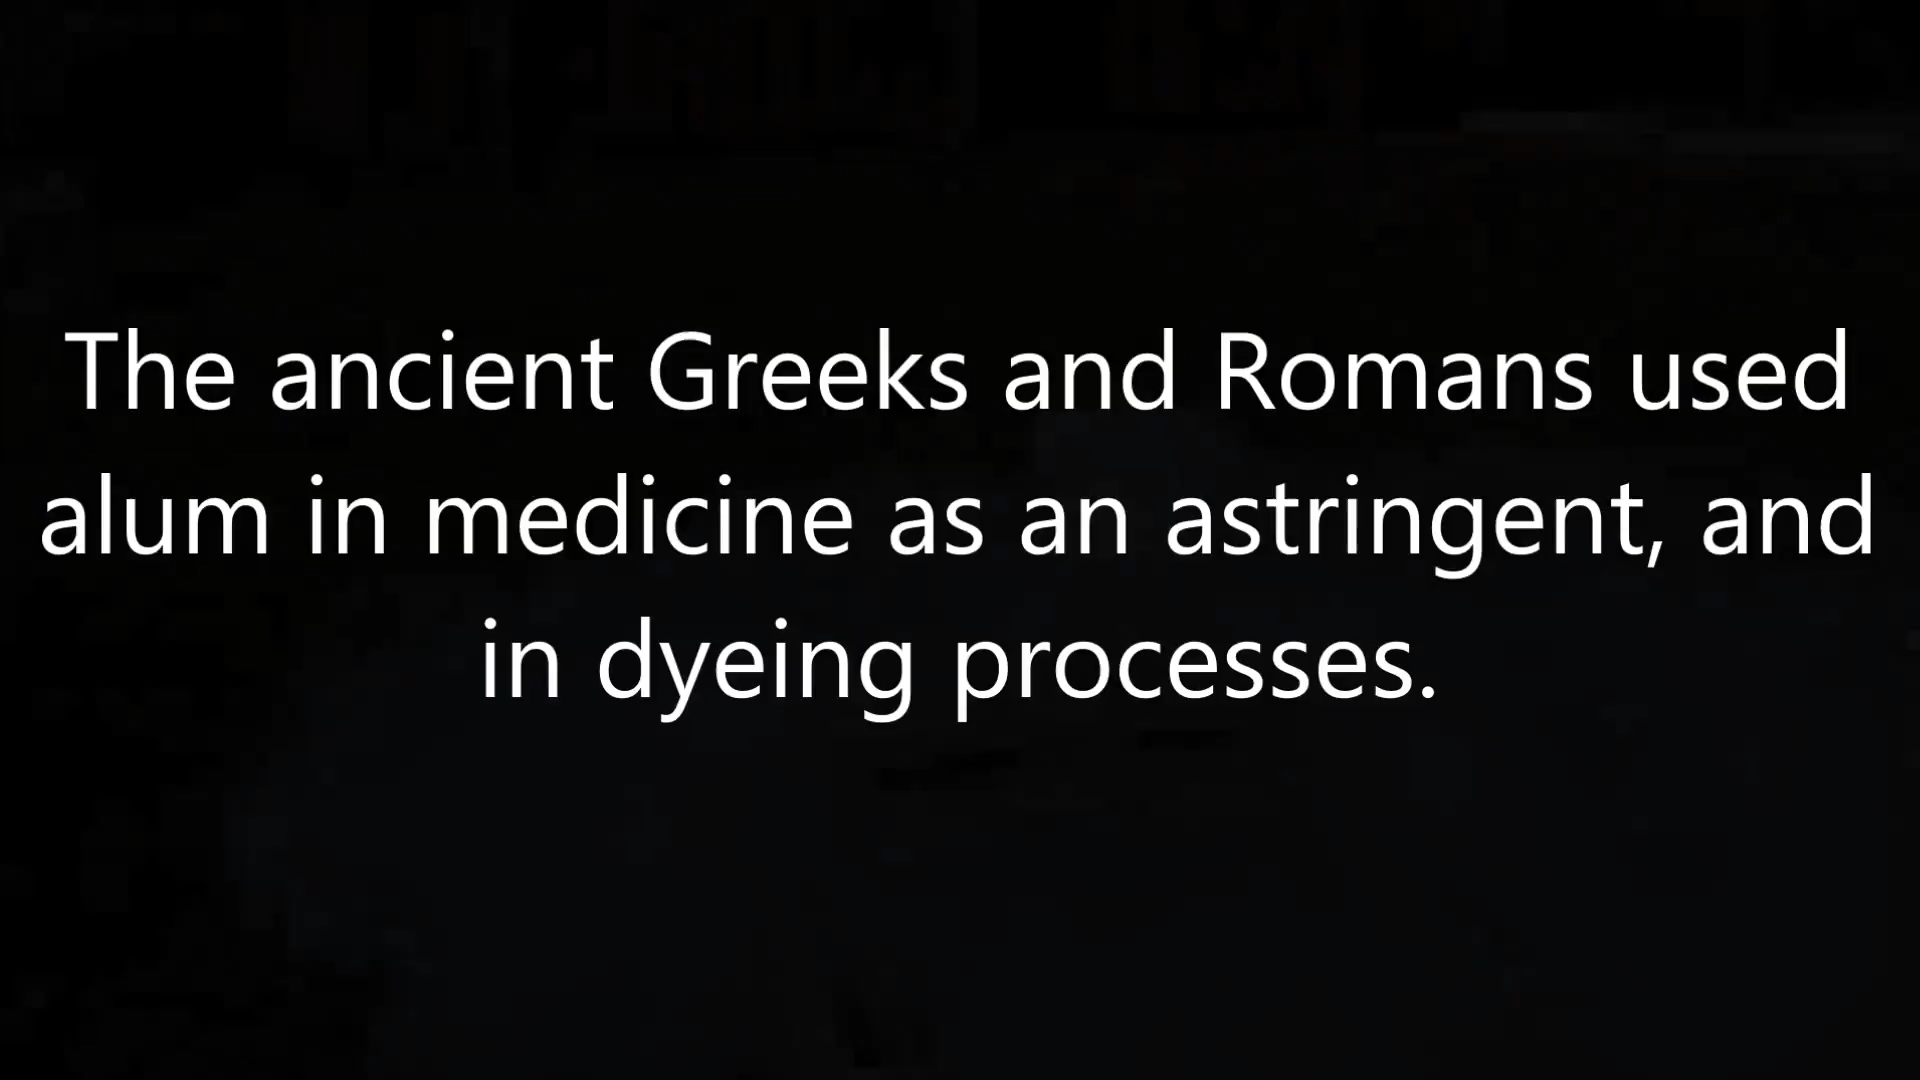 The ancient Greeks and Romans used
alum in medicine as an astringent, and
in dyeing processes.